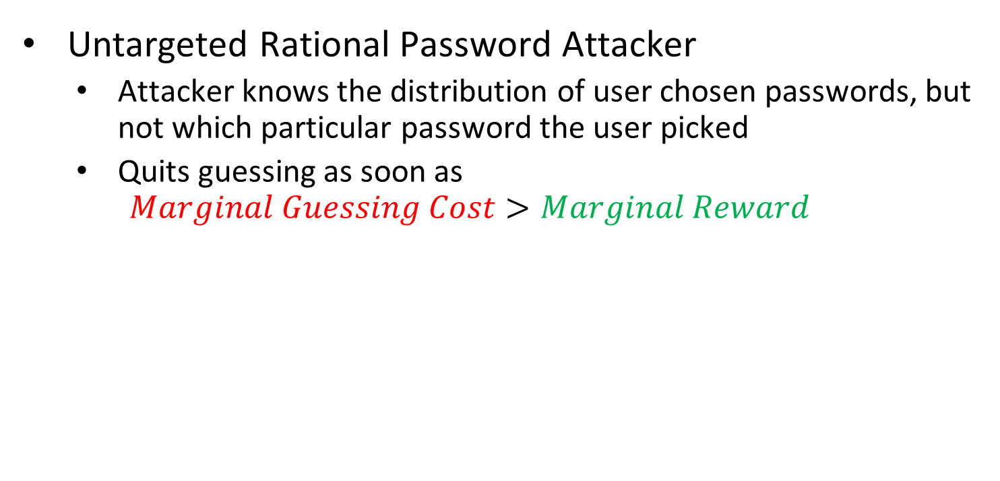 • Untargeted Rational Password Attacker
• Attacker knows the distribution of user chosen passwords, but
not which particular password the user picked
• Quits guessing as soon as
Marginal Guessing Cost > Marginal Reward